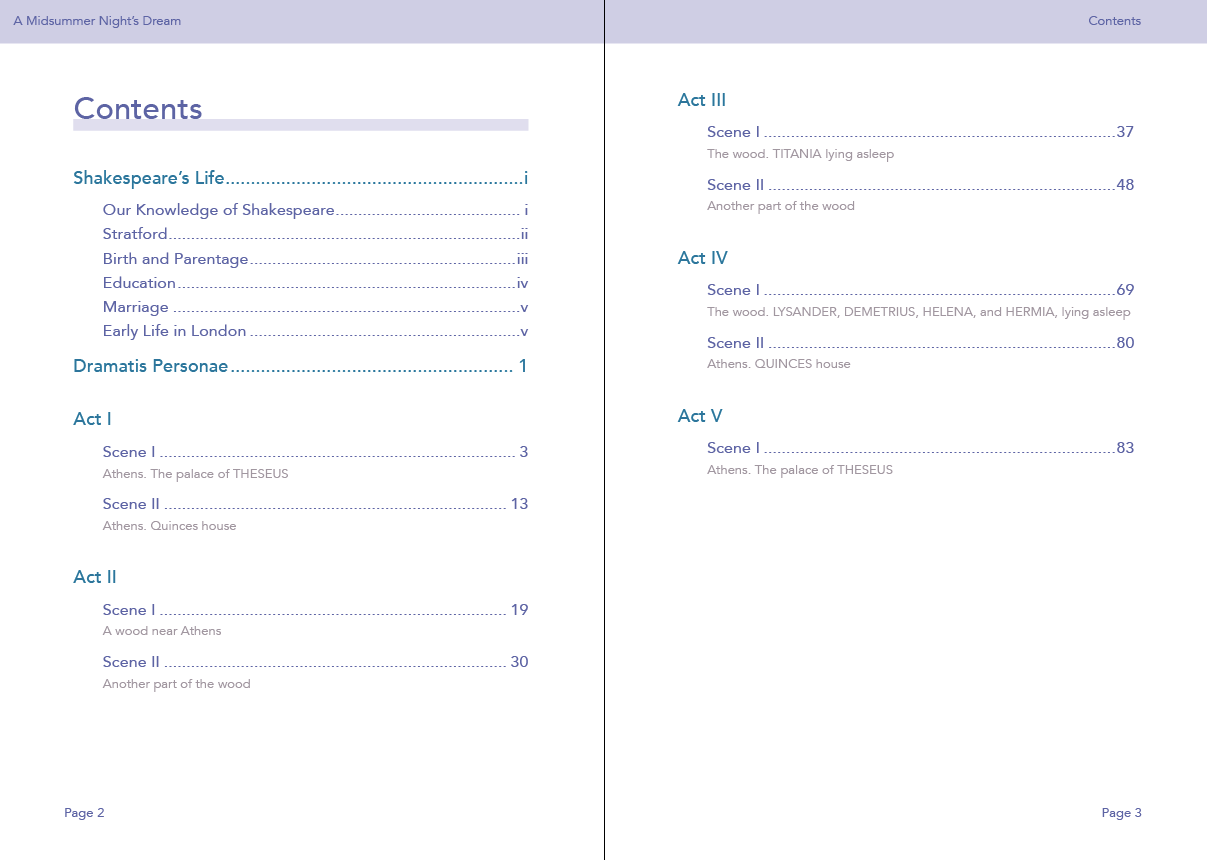 A Midsummer Night's Dream
Contents
Shakespeare's Life.............................................................i
Our Knowledge of Shakespeare............................................. i
Stratford......................................................................................ii
Birth and Parentage.................................................................iii
Education...................................................................................iv
Marriage .....................................................................................v
Early Life in London ..................................................................v
Dramatis Personae......................................................... 1
Act I
Scene I ....................................................................................... 3
Athens. The palace of THESEUS
Scene II .................................................................................... 13
Athens. Quinces house
Act II
Scene I ..................................................................................... 19
A wood near Athens
Scene II .................................................................................... 30
Another part of the wood
Page 2
Contents
Act III
Scene I ......................................................................................37
The wood. TITANIA lying asleep
Scene II .....................................................................................48
Another part of the wood
Act IV
Scene I ......................................................................................69
The wood. LYSANDER, DEMETRIUS, HELENA, and HERMIA, lying asleep
Scene II .....................................................................................80
Athens. QUINCES house
Act V
Scene I ......................................................................................83
Athens. The palace of THESEUS
Page 3